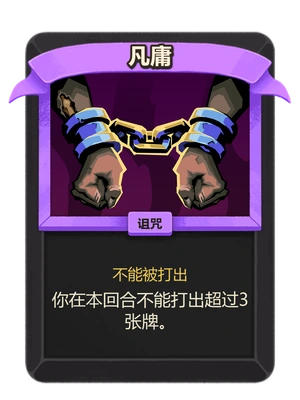 凡庸
诅咒
不能被打出
你在本回合不能打出超过3
张牌。